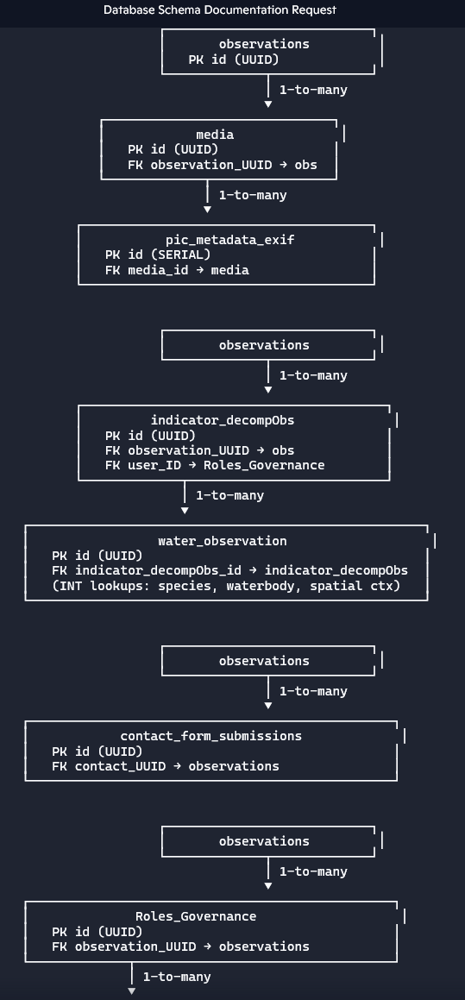 Database Schema Documentation Request
observations
PK id (UUID)
1-to-many
media
PK id (UUID)
FK observation_UUID → obs
1-to-many
pic_metadata_exif
PK id (SERIAL)
FK media_id → media
observations
1-to-many
indicator_decompObs
PK id (UUID)
FK observation_UUID → obs
FK user_ID → Roles_Governance
1-to-many
water_observation
PK id (UUID)
FK indicator_decompObs_id → indicator_decompObs
(INT lookups: species, waterbody, spatial ctx)
observations
1-to-many
contact_form_submissions
PK id (UUID)
FK contact_UUID → observations
observations
1-to-many
Roles_Governance
PK id (UUID)
FK observation_UUID → observations
1-to-many